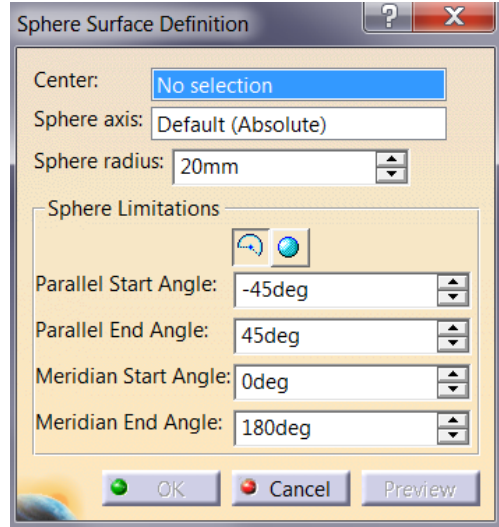 Sphere Surface Definition
? X
Center: No selection
Sphere axis: Default (Absolute)
Sphere radius: 20mm
Sphere Limitations
Parallel Start Angle: -45deg
Parallel End Angle: 45deg
Meridian Start Angle: 0deg
Meridian End Angle: 180deg
OK Cancel Preview